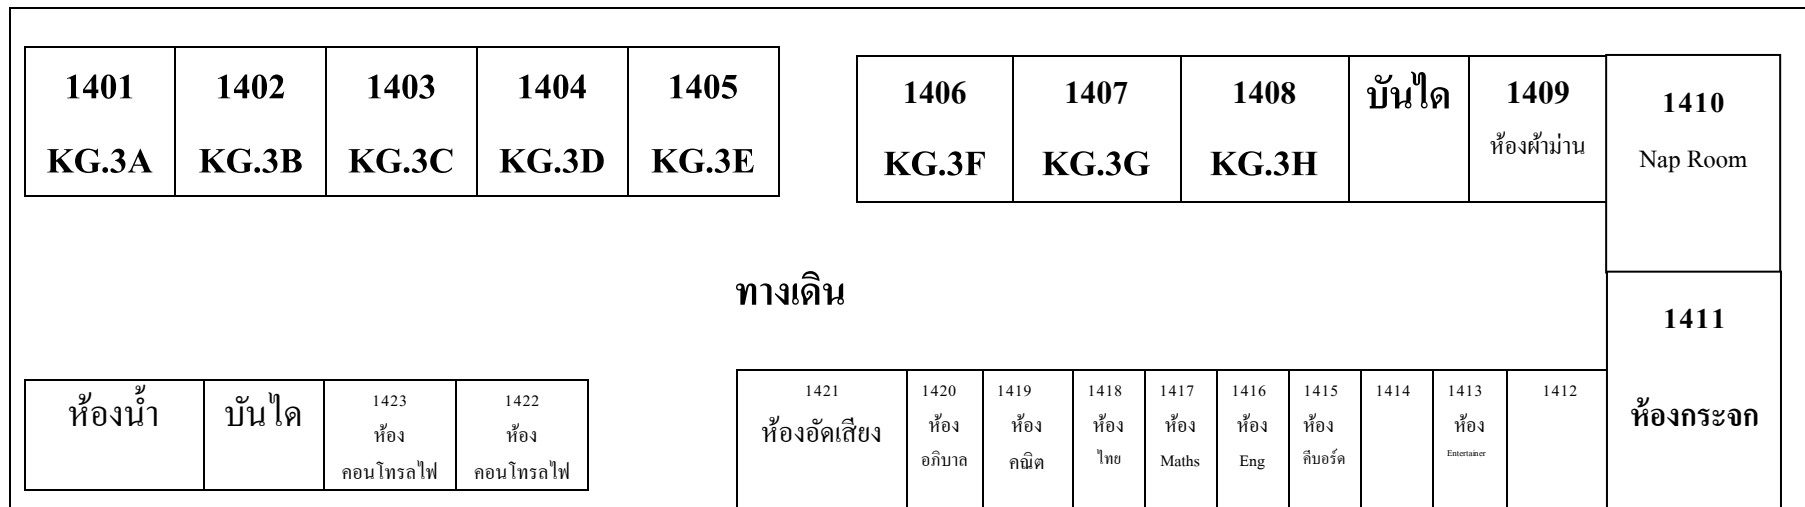 1401
KG.3A
1402
KG.3B
1403
KG.3C
1404
KG.3D
1405
KG.3E
1406
KG.3F
1407
KG.3G
1408
KG.3H
บันได
1409
ห้องผ้าม่าน
1410
Nap Room
ทางเดิน
1411
ห้องกระจก
ห้องน้ำ
บันได
1423
ห้อง
คอนโทรลไฟ
1422
ห้อง
คอนโทรลไฟ
1421
ห้องอัดเสียง
1420
ห้อง
อภิบาล
1419
ห้อง
คณิต
1418
ห้อง
ไทย
1417
ห้อง
Maths
1416
ห้อง
Eng
1415
ห้อง
คีบอร์ด
1414
1413
ห้อง
Entertainer
1412